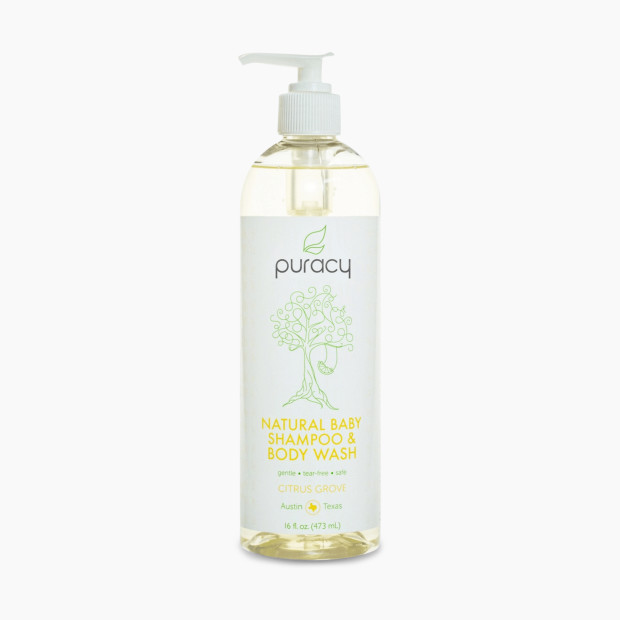 puracy
NATURAL BABY
SHAMPOO &
BODY WASH
gentle • tear-free • safe
CITRUS GROVE
Austin Texas
16 fl. oz. (473 mL)